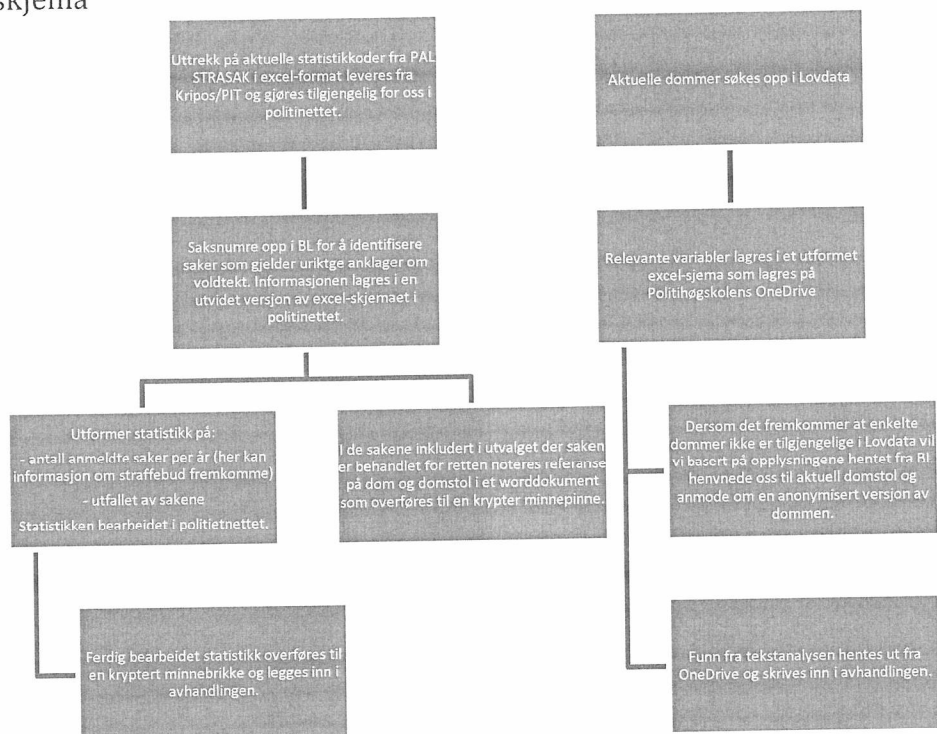 skjema
Uttrekk på aktuelle statistikkoder fra PAL
STRASAK i excel-format leveres fra
Kripos/PIT og gjøres tilgjengelig for oss i
politinettet.
Aktuelle dommer søkes opp i Lovdata
Saksnumre opp i BL for å identifisere
saker som gjelder uriktge anklager om
voldtekt. Informasjonen lagres i en
utvidet versjon av excel-skjemaet i
politinettet.
Relevante variabler lagres i et utformet
excel-sjema som lagres på
Politihøgskolens OneDrive
Utformer statistikk på:
- antall anmeldte saker per år (her kan
informasjon om straffebud fremkomme)
- utfallet av sakene
Statistikken bearbeidet i politietnettet.
I de sakene inkludert i utvalget der saken
er behandlet for retten noteres referanse
på dom og domstol i et worddokument
som overføres til en krypter minnepinne.
Dersom det fremkommer at enkelte
dommer ikke er tilgjengelige i Lovdata vil
vi basert på opplysningene hentet fra BL
henvnede oss til aktuell domstol og
anmode om en anonymisert versjon av
dommen.
Ferdig bearbeidet statistikk overføres til
en kryptert minnebrikke og legges inn i
avhandlingen.
Funn fra tekstanalysen hentes ut fra
OneDrive og skrives inn i avhandlingen.